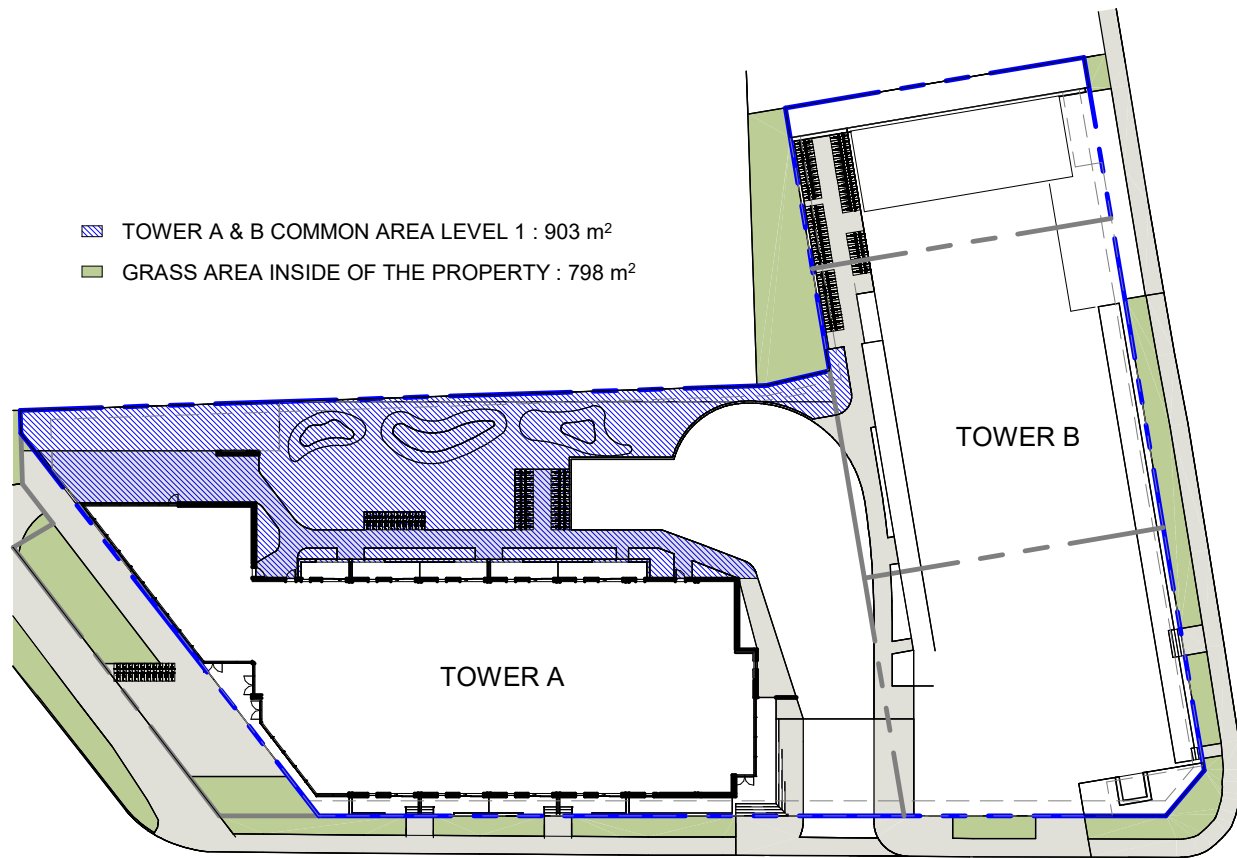 TOWER A & B COMMON AREA LEVEL 1 : 903 m²
GRASS AREA INSIDE OF THE PROPERTY : 798 m²
TOWER B
TOWER A